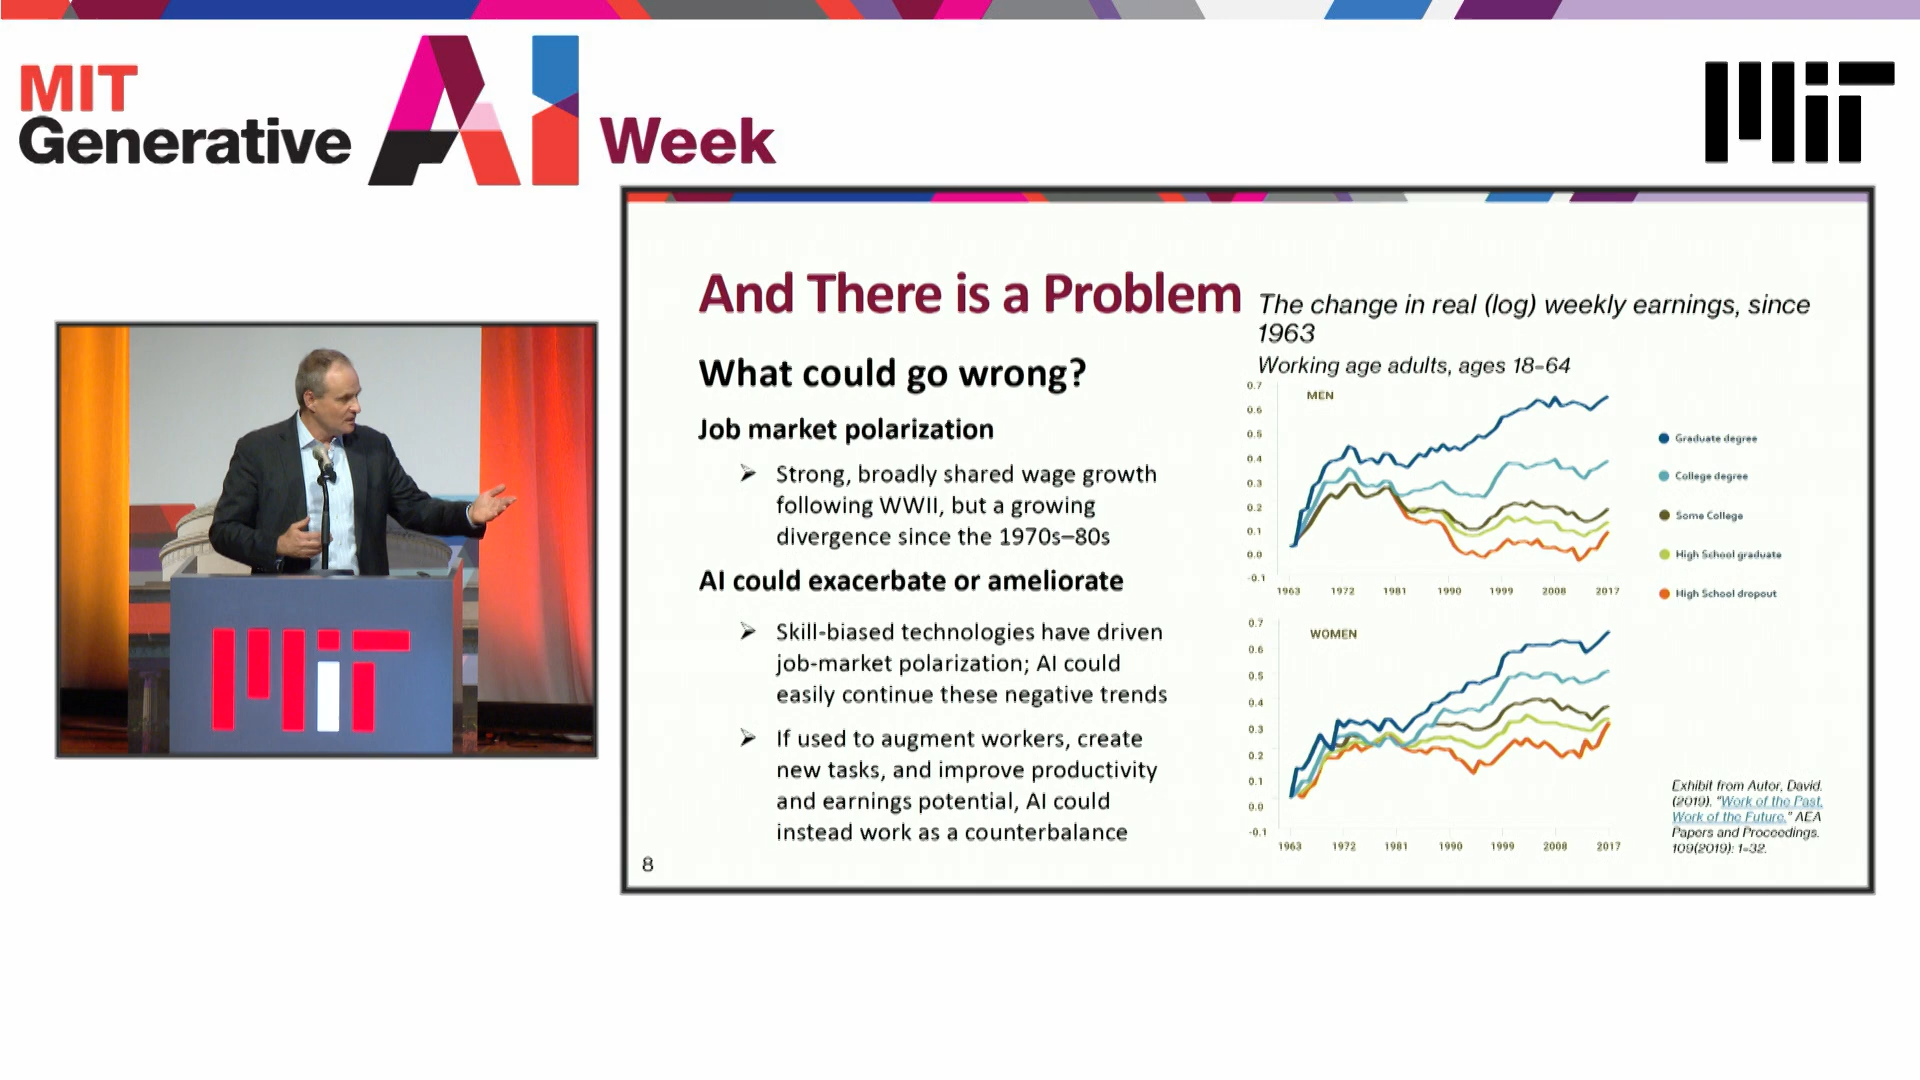 MIT
Generative AI Week
MIT
And There is a Problem
What could go wrong?
Job market polarization
Strong, broadly shared wage growth
following WWII, but a growing
divergence since the 1970s–80s
AI could exacerbate or ameliorate
Skill-biased technologies have driven
job-market polarization; AI could
easily continue these negative trends
If used to augment workers, create
new tasks, and improve productivity
and earnings potential, AI could
instead work as a counterbalance
8
The change in real (log) weekly earnings, since
1963
Working age adults, ages 18–64
MEN
0.7
0.6
0.5
0.4
0.3
0.2
0.1
0.0
-0.1
1963 1972 1981 1990 1999 2008 2017
Graduate degree
College degree
Some College
High School graduate
High School dropout
WOMEN
0.7
0.6
0.5
0.4
0.3
0.2
0.1
0.0
-0.1
1963 1972 1981 1990 1999 2008 2017
Exhibit from Autor, David.
(2019). "Work of the Past,
Work of the Future." AEA
Papers and Proceedings.
109(2019): 1–32.
MIT